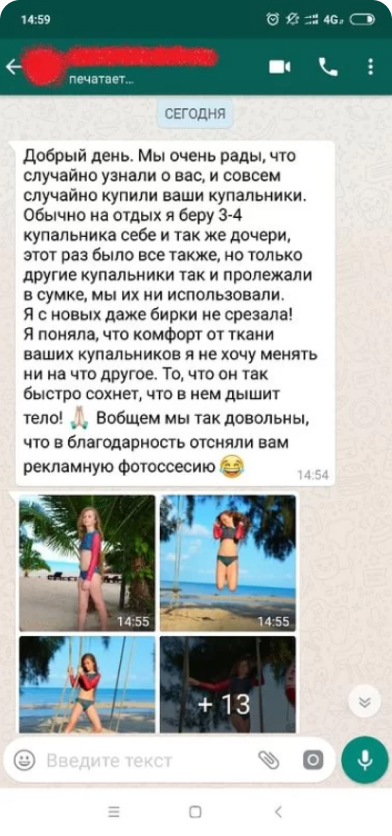 14:59
4G
печатает...
СЕГОДНЯ
Добрый день. Мы очень рады, что
случайно узнали о вас, и совсем
случайно купили ваши купальники.
Обычно на отдых я беру 3-4
купальника себе и так же дочери,
этот раз было все также, но только
другие купальники так и пролежали
в сумке, мы их ни использовали.
Я с новых даже бирки не срезала!
Я поняла, что комфорт от ткани
ваших купальников я не хочу менять
ни на что другое. То, что он так
быстро сохнет, что в нем дышит
тело! 🙏🏻 Вобщем мы так довольны,
что в благодарность отсняли вам
рекламную фотоссесию 😂
14:54
14:55
14:55
+ 13
Введите текст